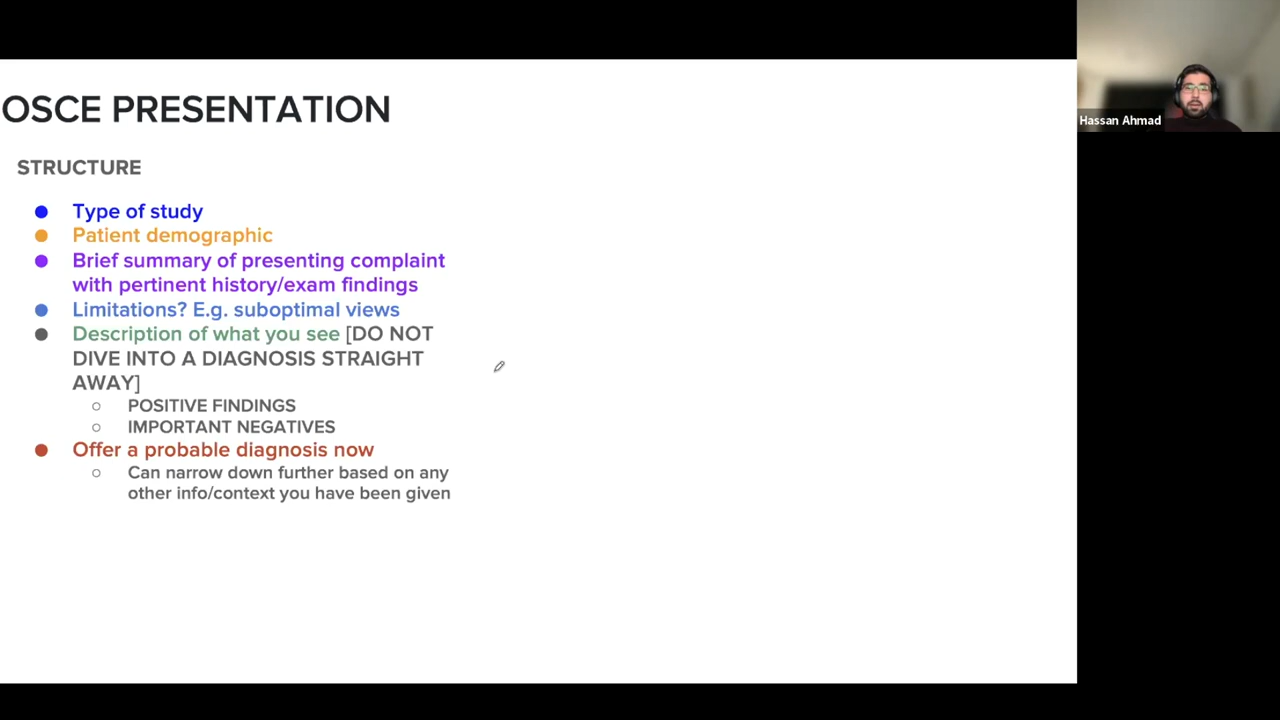 OSCE PRESENTATION
STRUCTURE
● Type of study
● Patient demographic
● Brief summary of presenting complaint
with pertinent history/exam findings
● Limitations? E.g. suboptimal views
● Description of what you see [DO NOT
DIVE INTO A DIAGNOSIS STRAIGHT
AWAY]
○ POSITIVE FINDINGS
○ IMPORTANT NEGATIVES
● Offer a probable diagnosis now
○ Can narrow down further based on any
other info/context you have been given
Hassan Ahmad